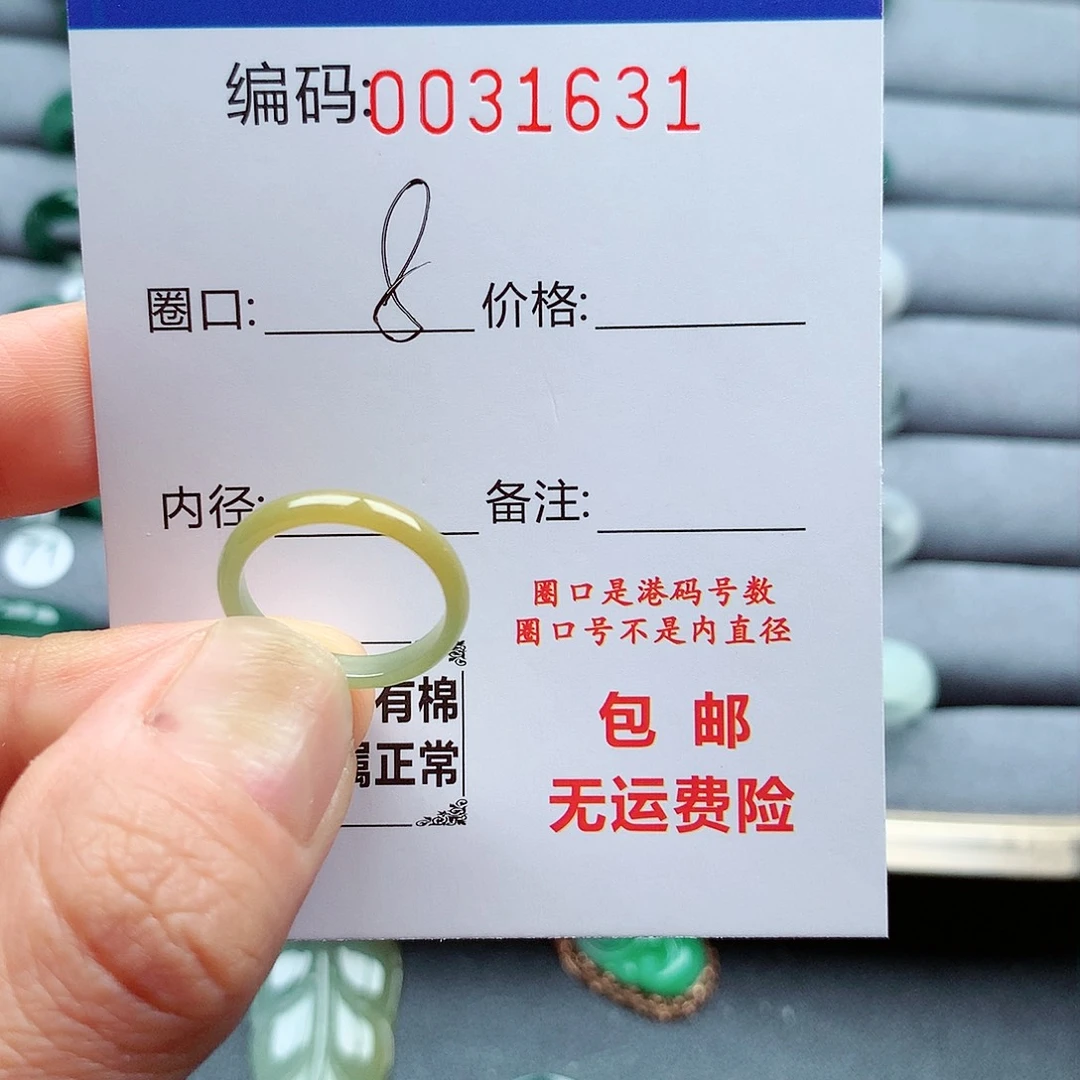 编码:0031631
圈口: 8 价格:
内径: 备注:
圈口是港码号数
圈口号不是内直径
有棉
属正常
包邮
无运费险